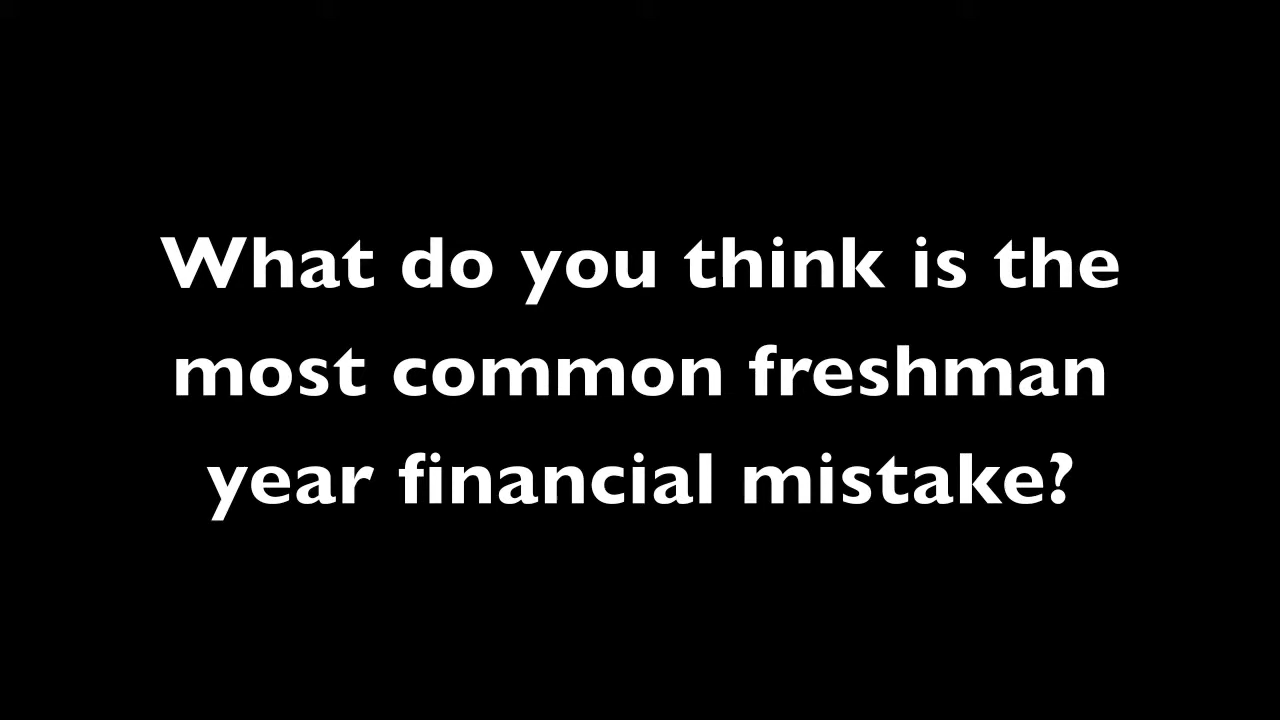 What do you think is the
most common freshman
year financial mistake?